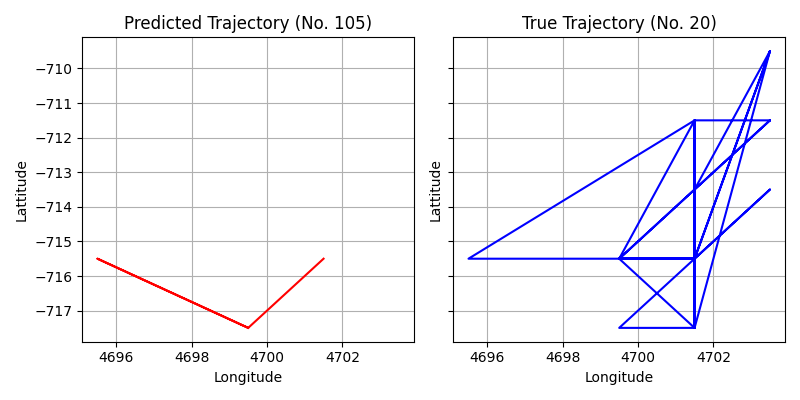 Predicted Trajectory (No. 105)
True Trajectory (No. 20)
−710
−711
−712
−713
−714
−715
−716
−717
Lattitude
Lattitude
4696 4698 4700 4702
4696 4698 4700 4702
Longitude
Longitude